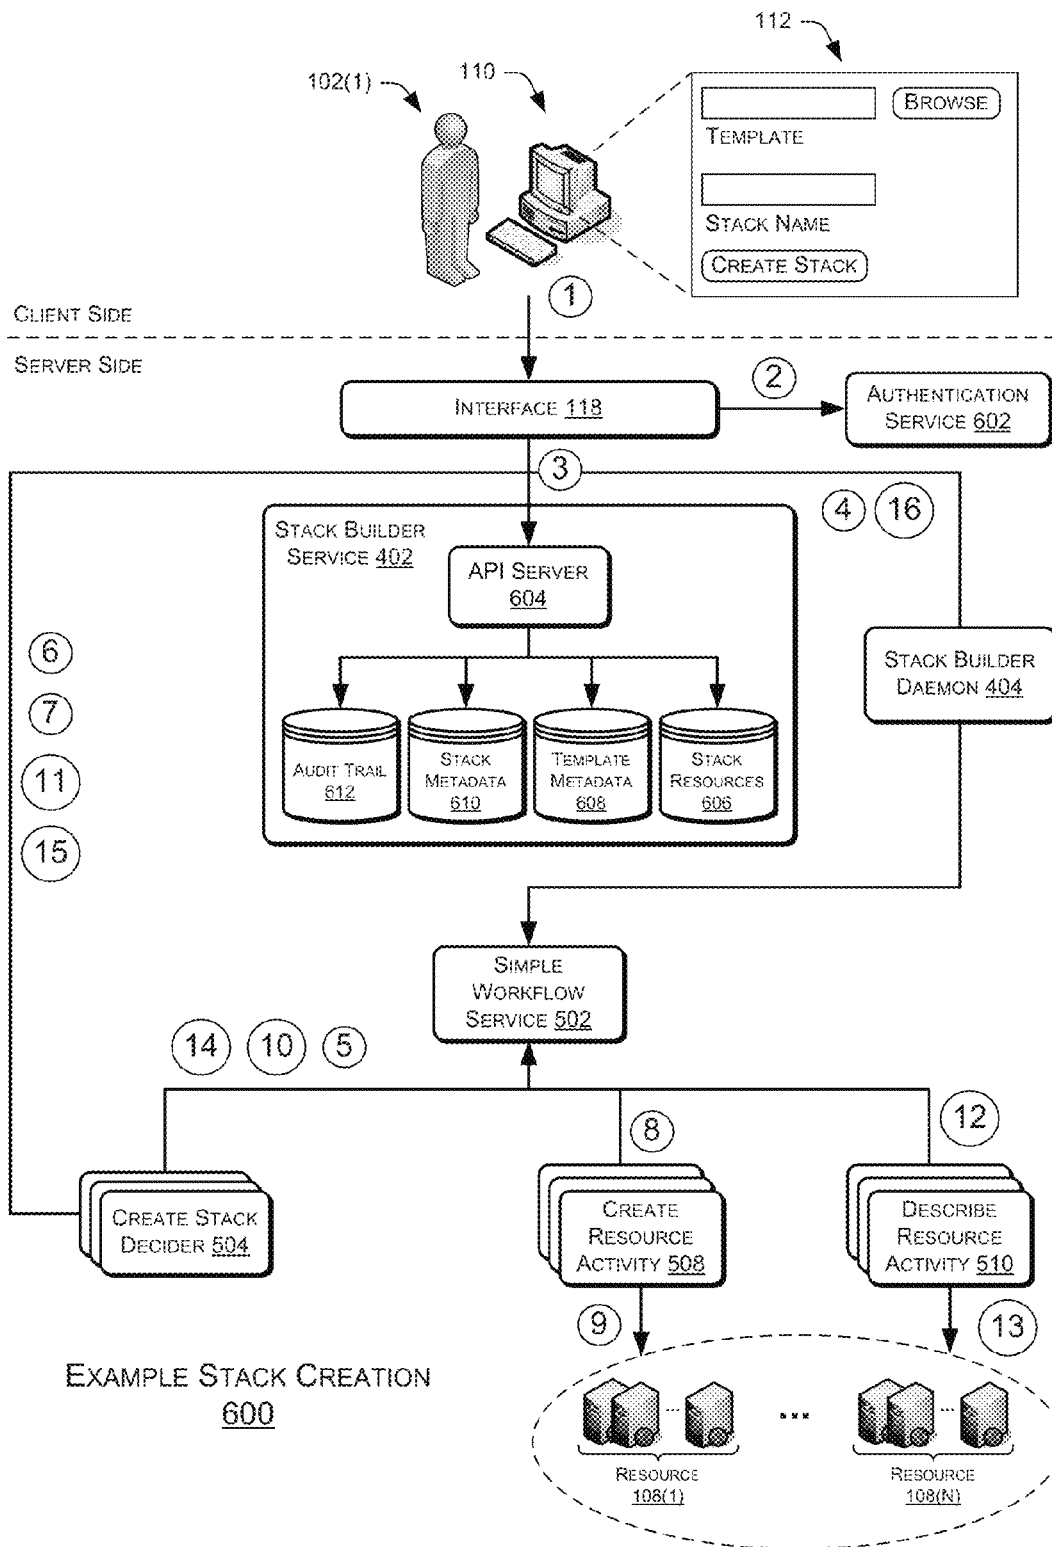 112
110
102(1)
BROWSE
TEMPLATE
STACK NAME
CREATE STACK
1
CLIENT SIDE
SERVER SIDE
2
INTERFACE 118
AUTHENTICATION
SERVICE 602
3
4
16
STACK BUILDER
SERVICE 402
API SERVER
604
6
STACK BUILDER
DAEMON 404
7
AUDIT TRAIL
612
STACK
METADATA
610
TEMPLATE
METADATA
608
STACK
RESOURCES
606
11
15
SIMPLE
WORKFLOW
SERVICE 502
14
10
5
8
12
CREATE STACK
DECIDER 504
CREATE
RESOURCE
ACTIVITY 508
DESCRIBE
RESOURCE
ACTIVITY 510
9
13
EXAMPLE STACK CREATION
600
...
...
...
RESOURCE
108(1)
RESOURCE
108(N)